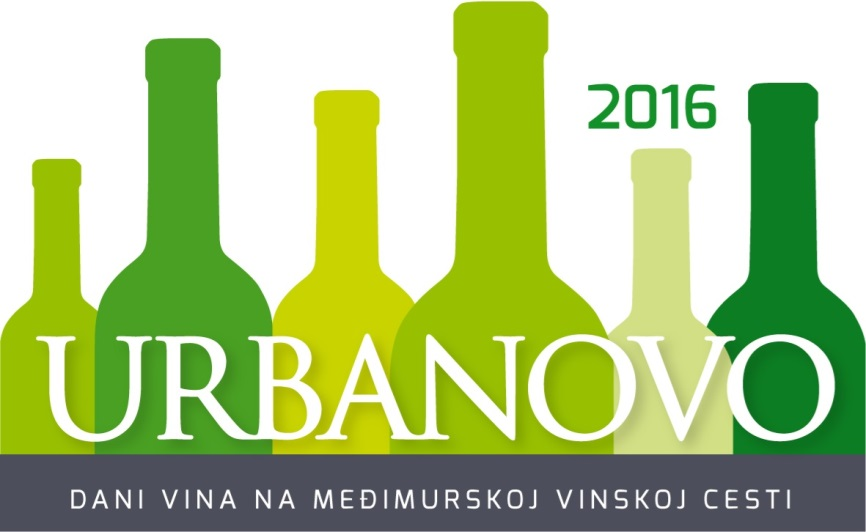 2016
URBANOVO
DANI VINA NA MEĐIMURSKOJ VINSKOJ CESTI